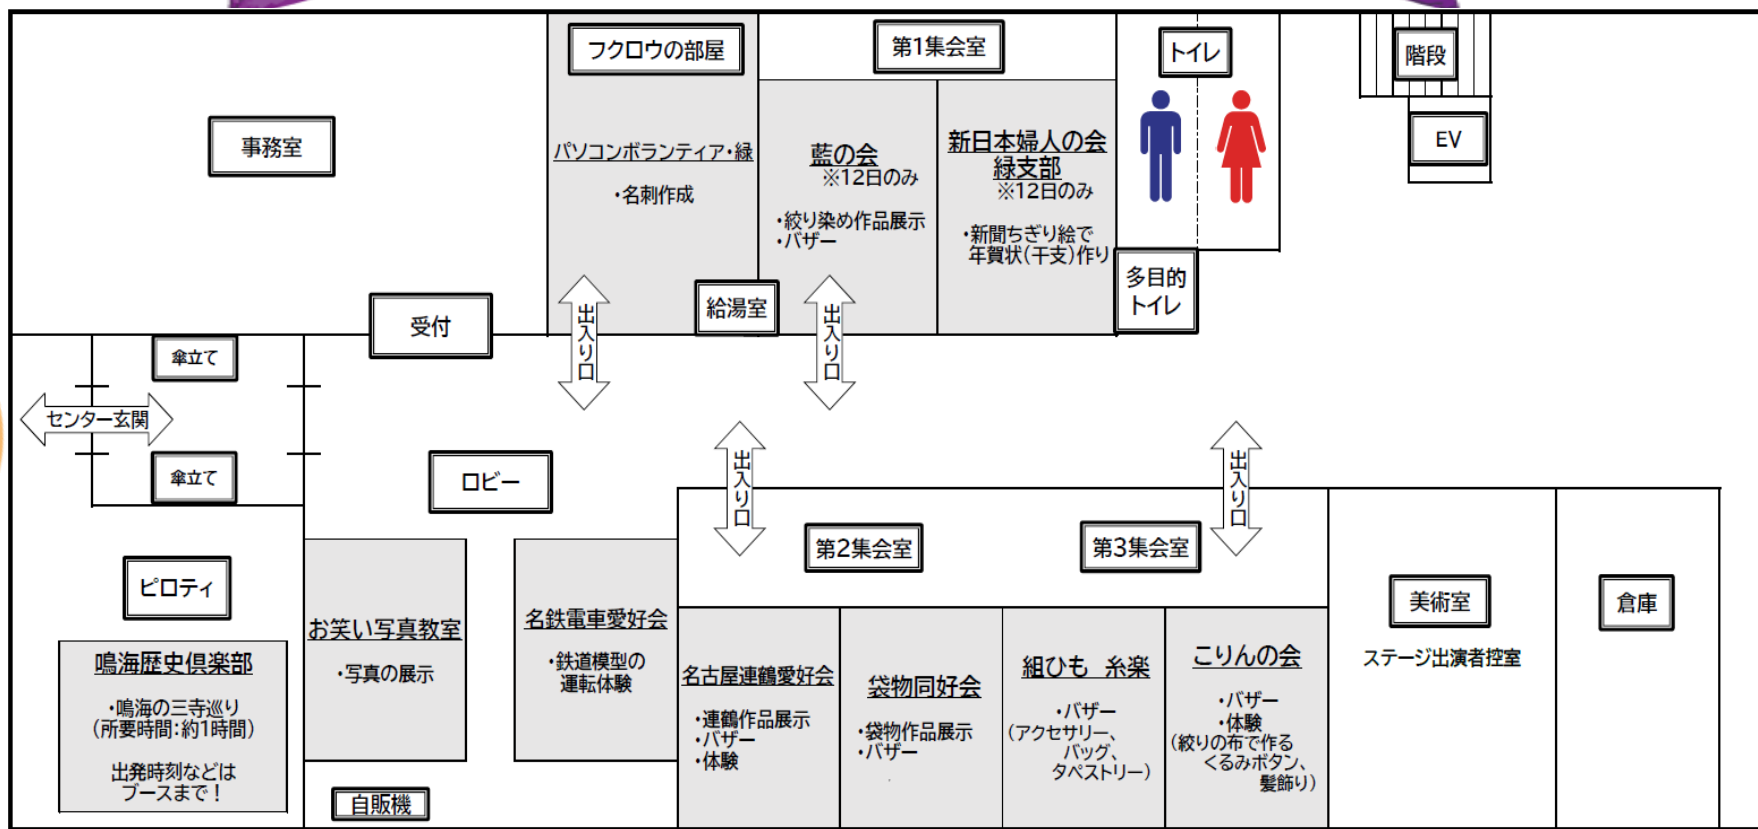 フクロウの部屋
第1集会室
トイレ
階段
事務室
EV
パソコンボランティア・緑
・名刺作成
藍の会
※12日のみ
・絞り染め作品展示
・バザー
新日本婦人の会
緑支部
※12日のみ
・新聞ちぎり絵で
年賀状(干支)作り
多目的
トイレ
受付
給湯室
出入り口
出入り口
傘立て
センター玄関
傘立て
ロビー
出入り口
出入り口
第2集会室
第3集会室
ピロティ
美術室
ステージ出演者控室
倉庫
鳴海歴史倶楽部
・鳴海の三寺巡り
(所要時間:約1時間)
出発時刻などは
ブースまで!
お笑い写真教室
・写真の展示
名鉄電車愛好会
・鉄道模型の
運転体験
名古屋連鶴愛好会
・連鶴作品展示
・バザー
・体験
袋物同好会
・袋物作品展示
・バザー
組ひも 糸楽
・バザー
(アクセサリー、
バッグ、
タペストリー)
こりんの会
・バザー
・体験
(絞りの布で作る
くるみボタン、
髪飾り)
自販機